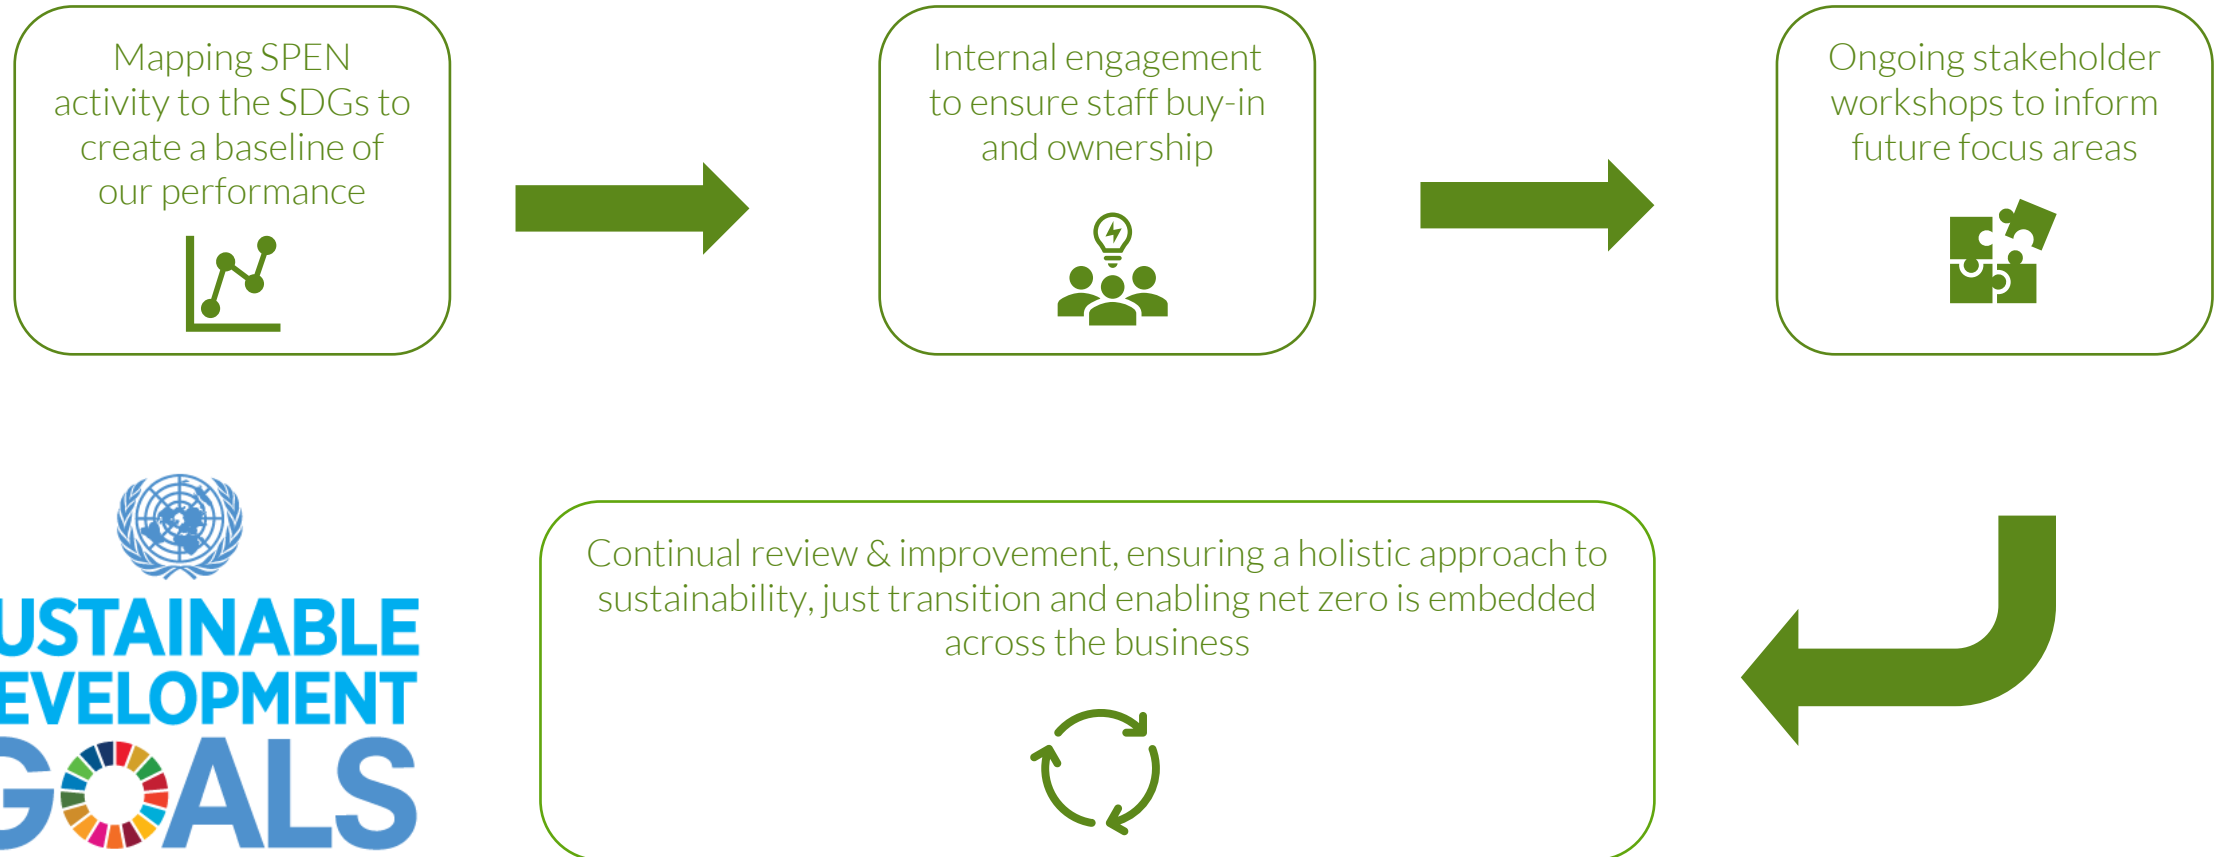 Mapping SPEN
activity to the SDGs to
create a baseline of
our performance
Internal engagement
to ensure staff buy-in
and ownership
Ongoing stakeholder
workshops to inform
future focus areas
USTAINABLE
EVELOPMENT
GOALS
Continual review & improvement, ensuring a holistic approach to
sustainability, just transition and enabling net zero is embedded
across the business